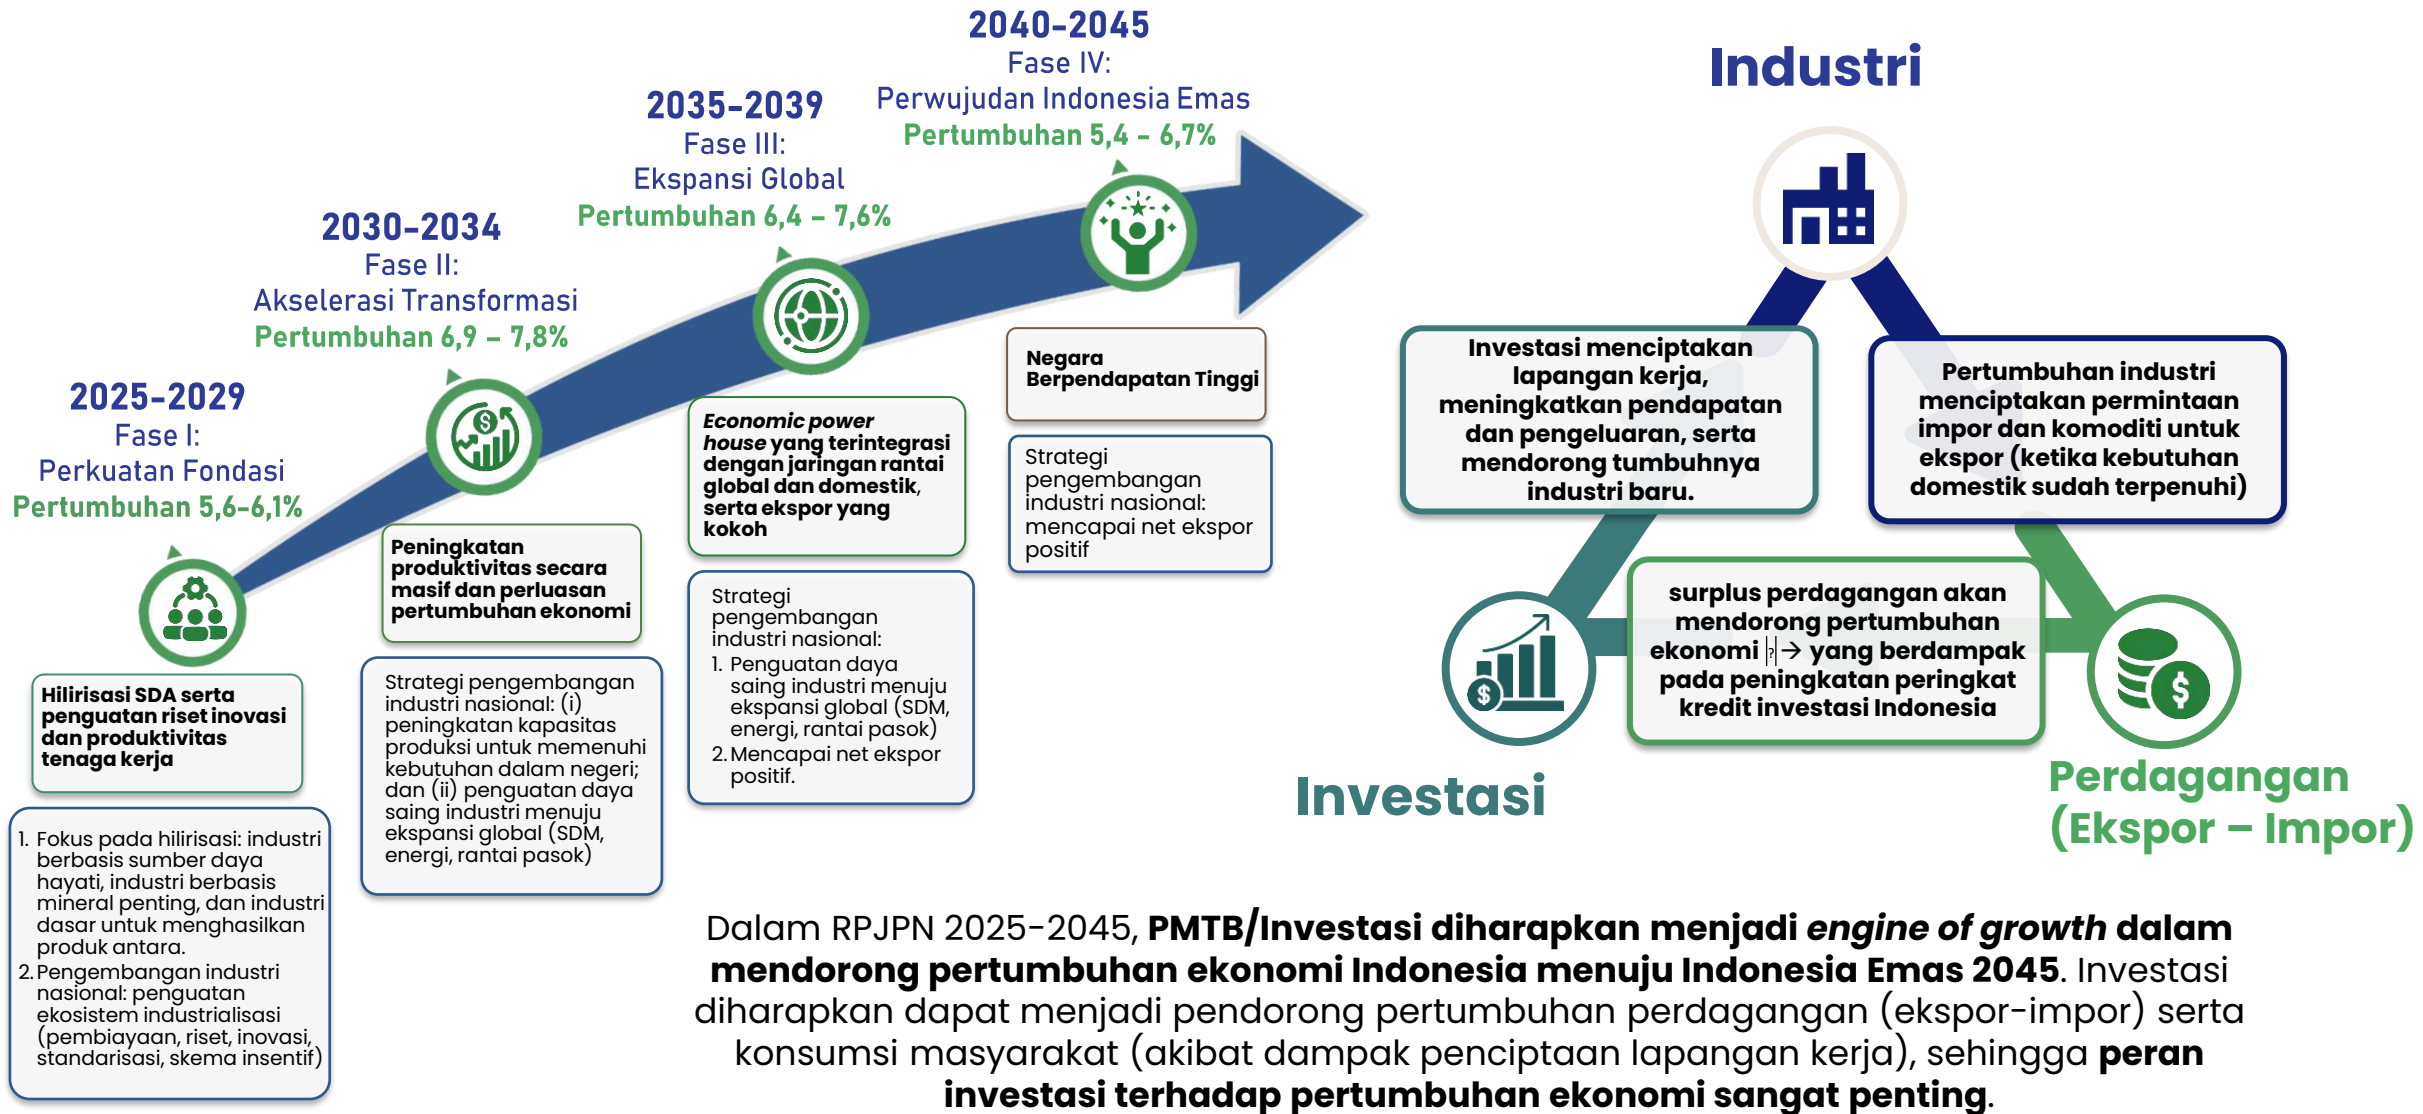 2025-2029
Fase I:
Perkuatan Fondasi
Pertumbuhan 5,6-6,1%
Hilirisasi SDA serta
penguatan riset inovasi
dan produktivitas
tenaga kerja
1. Fokus pada hilirisasi: industri
berbasis sumber daya
hayati, industri berbasis
mineral penting, dan industri
dasar untuk menghasilkan
produk antara.
2. Pengembangan industri
nasional: penguatan
ekosistem industrialisasi
(pembiayaan, riset, inovasi,
standarisasi, skema insentif)
2030-2034
Fase II:
Akselerasi Transformasi
Pertumbuhan 6,9 – 7,8%
Peningkatan
produktivitas secara
masif dan perluasan
pertumbuhan ekonomi
Strategi pengembangan
industri nasional: (i)
peningkatan kapasitas
produksi untuk memenuhi
kebutuhan dalam negeri;
dan (ii) penguatan daya
saing industri menuju
ekspansi global (SDM,
energi, rantai pasok)
2035-2039
Fase III:
Ekspansi Global
Pertumbuhan 6,4 – 7,6%
Economic power
house yang terintegrasi
dengan jaringan rantai
global dan domestik,
serta ekspor yang
kokoh
Strategi
pengembangan
industri nasional:
1. Penguatan daya
saing industri menuju
ekspansi global (SDM,
energi, rantai pasok)
2. Mencapai net ekspor
positif.
2040-2045
Fase IV:
Perwujudan Indonesia Emas
Pertumbuhan 5,4 – 6,7%
Negara
Berpendapatan Tinggi
Strategi
pengembangan
industri nasional:
mencapai net ekspor
positif
Industri
Investasi menciptakan
lapangan kerja,
meningkatkan pendapatan
dan pengeluaran, serta
mendorong tumbuhnya
industri baru.
Pertumbuhan industri
menciptakan permintaan
impor dan komoditi untuk
ekspor (ketika kebutuhan
domestik sudah terpenuhi)
surplus perdagangan akan
mendorong pertumbuhan
ekonomi → yang berdampak
pada peningkatan peringkat
kredit investasi Indonesia
Investasi
Perdagangan
(Ekspor – Impor)
Dalam RPJPN 2025-2045, PMTB/Investasi diharapkan menjadi engine of growth dalam
mendorong pertumbuhan ekonomi Indonesia menuju Indonesia Emas 2045. Investasi
diharapkan dapat menjadi pendorong pertumbuhan perdagangan (ekspor-impor) serta
konsumsi masyarakat (akibat dampak penciptaan lapangan kerja), sehingga peran
investasi terhadap pertumbuhan ekonomi sangat penting.